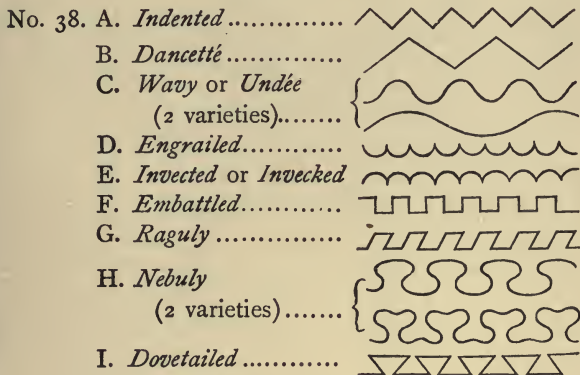 No. 38. A. Indented ............
B. Dancetté ............
C. Wavy or Undée
(2 varieties)........
D. Engrailed............
E. Invected or Invecked
F. Embattled............
G. Raguly ..............
H. Nebuly
(2 varieties).......
I. Dovetailed ............